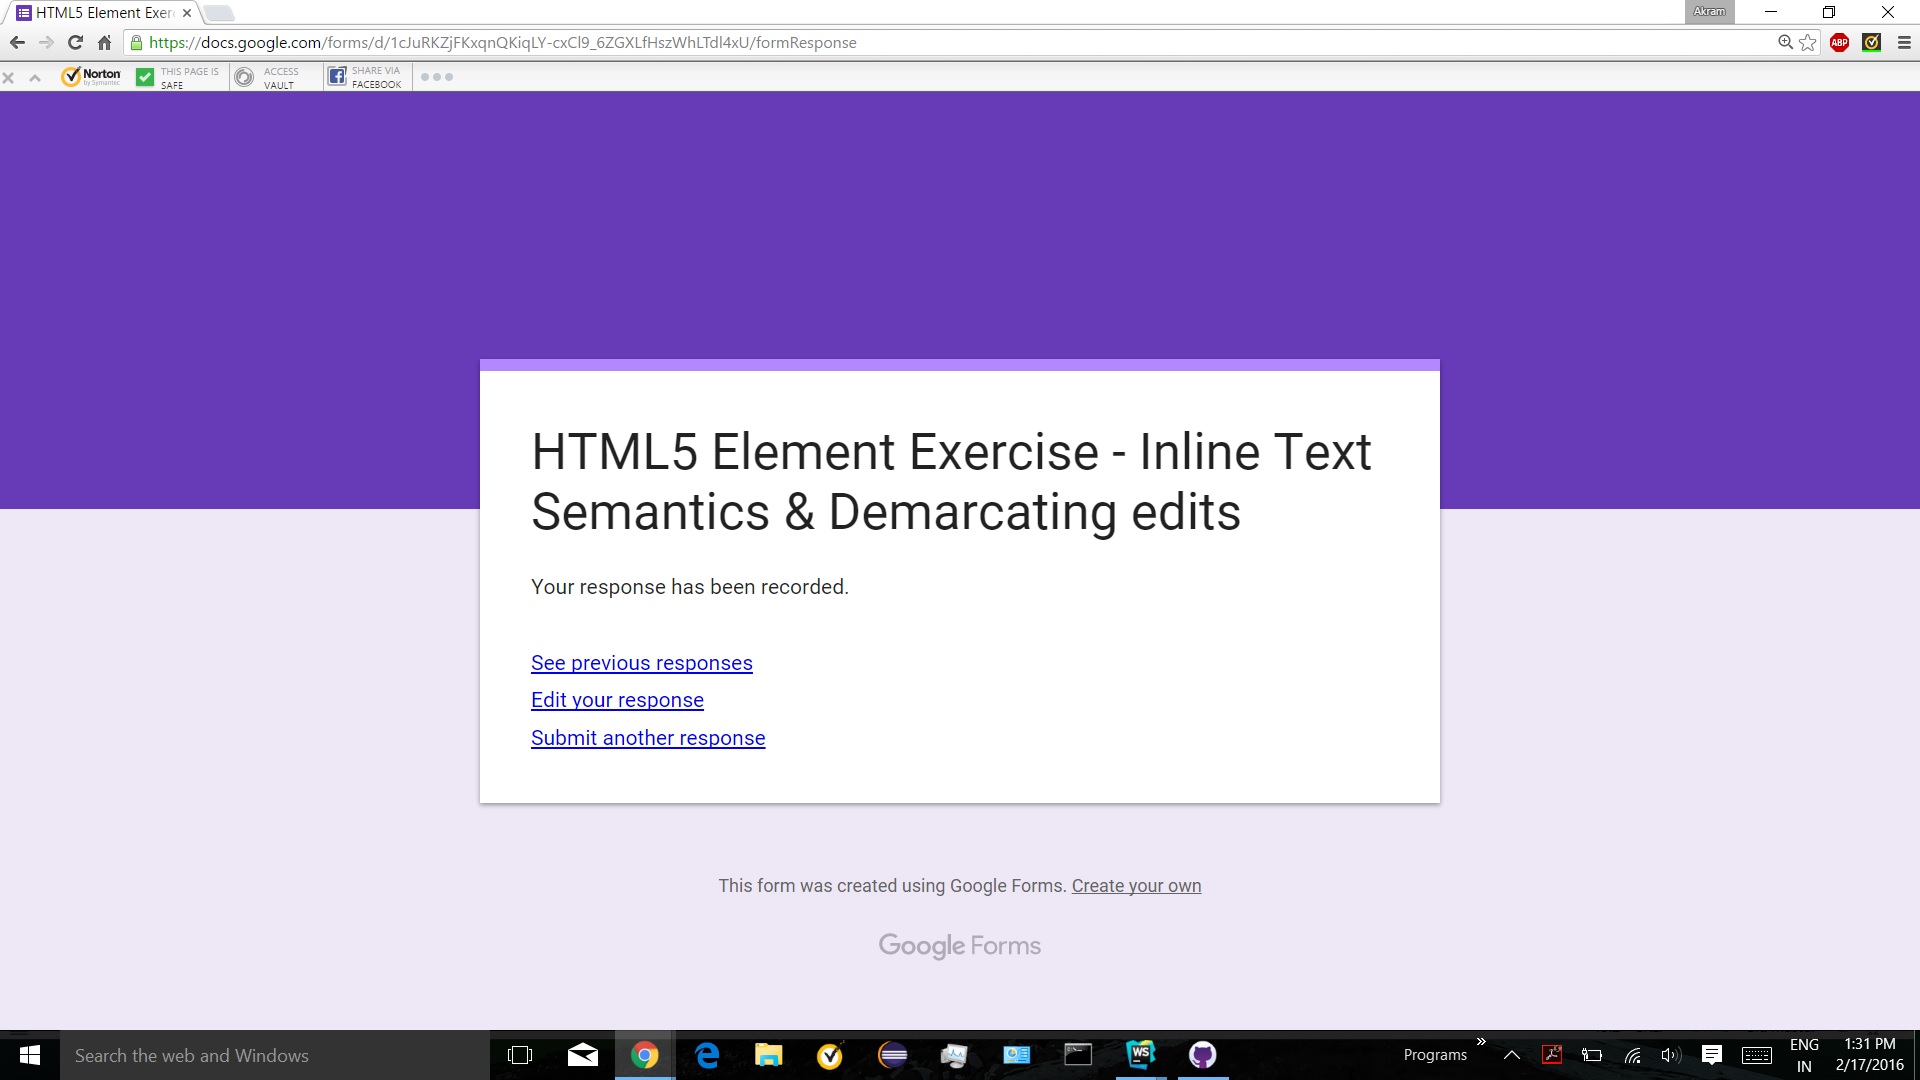 HTML5 Element Exer
Akram
https://docs.google.com/forms/d/1cJuRKZjFKxqnQKiqLY-cxCl9_6ZGXLfHszWhLTdl4xU/formResponse
ABP
Norton
by Symantec
THIS PAGE IS
SAFE
ACCESS
VAULT
SHARE VIA
FACEBOOK
HTML5 Element Exercise - Inline Text
Semantics & Demarcating edits
Your response has been recorded.
See previous responses
Edit your response
Submit another response
This form was created using Google Forms. Create your own
Google Forms
Search the web and Windows
WS
Programs
ENG
IN
1:31 PM
2/17/2016